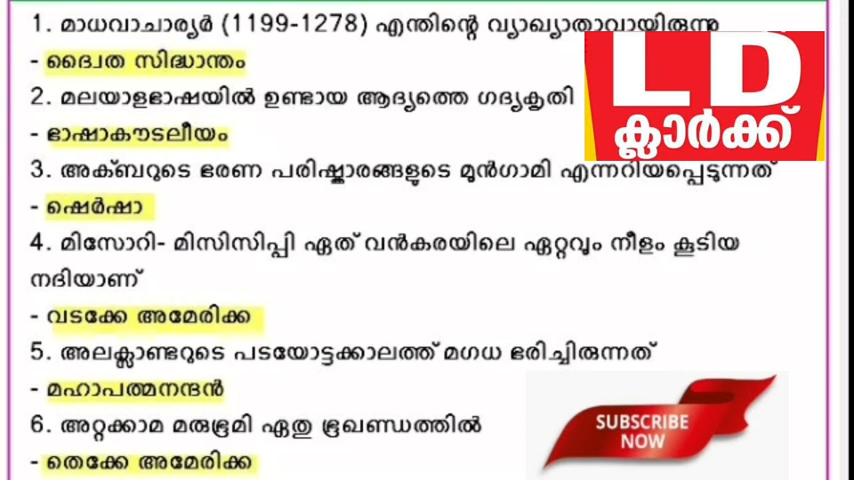 1. മാധവാചാര്യർ (1199-1278) എന്തിന്റെ വ്യാഖ്യാതാവായിരുന്നു
- ദ്വൈത സിദ്ധാന്തം
2. മലയാളഭാഷയിൽ ഉണ്ടായ ആദ്യത്തെ ഗദ്യകൃതി
- ഭാഷാകൗടലീയം
LD
ക്ലാർക്ക്
3. അക്ബറുടെ ഭരണ പരിഷ്കാരങ്ങളുടെ മുൻഗാമി എന്നറിയപ്പെടുന്നത്
- ഷെർഷാ
4. മിസോറി- മിസിസിപ്പി ഏത് വൻകരയിലെ ഏറ്റവും നീളം കൂടിയ
നദിയാണ്
- വടക്കേ അമേരിക്ക
5. അലക്സാണ്ടറുടെ പടയോട്ടക്കാലത്ത് മഗധ ഭരിച്ചിരുന്നത്
- മഹാപത്മനന്ദൻ
6. അറ്റക്കാമ മരുഭൂമി ഏതു ഭൂഖണ്ഡത്തിൽ
- തെക്കേ അമേരിക്ക
SUBSCRIBE
NOW